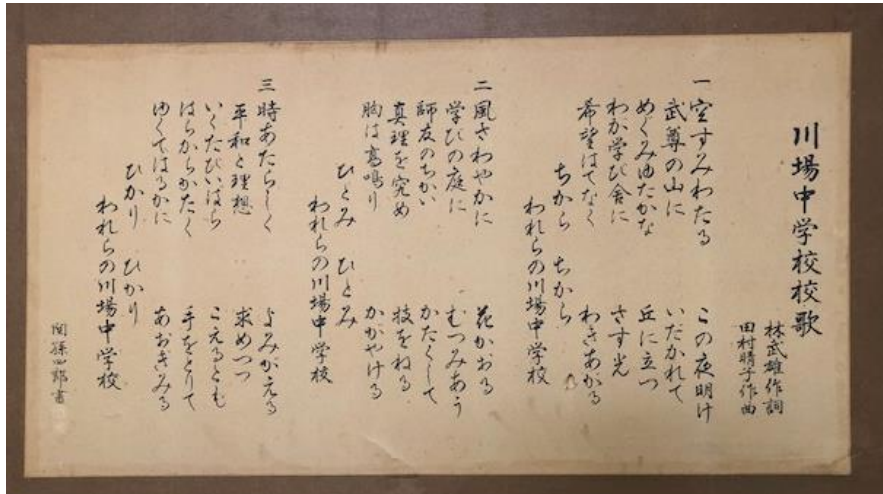 川場中学校校歌
林武雄作詞
田村晴子作曲
一 空すみわたる この夜明け
武尊の山に いだかれて
めぐみゆたかな 丘に立つ
わが学び舎に さす光
希望はてなく わきあがる
ちから ちから
われらの川場中学校
二 風さわやかに 花かおる
学びの庭に むつみあう
師友のちかい かたくして
真理を究め 技をねる
胸は高鳴り かがやける
ひとみ ひとみ
われらの川場中学校
三 時あたらしく よみがえる
平和と理想 求めつつ
いくたびいばら こえるとも
はらからかたく 手をとりて
ゆくてはるかに あおぎみる
ひかり ひかり
われらの川場中学校
関孫四郎書